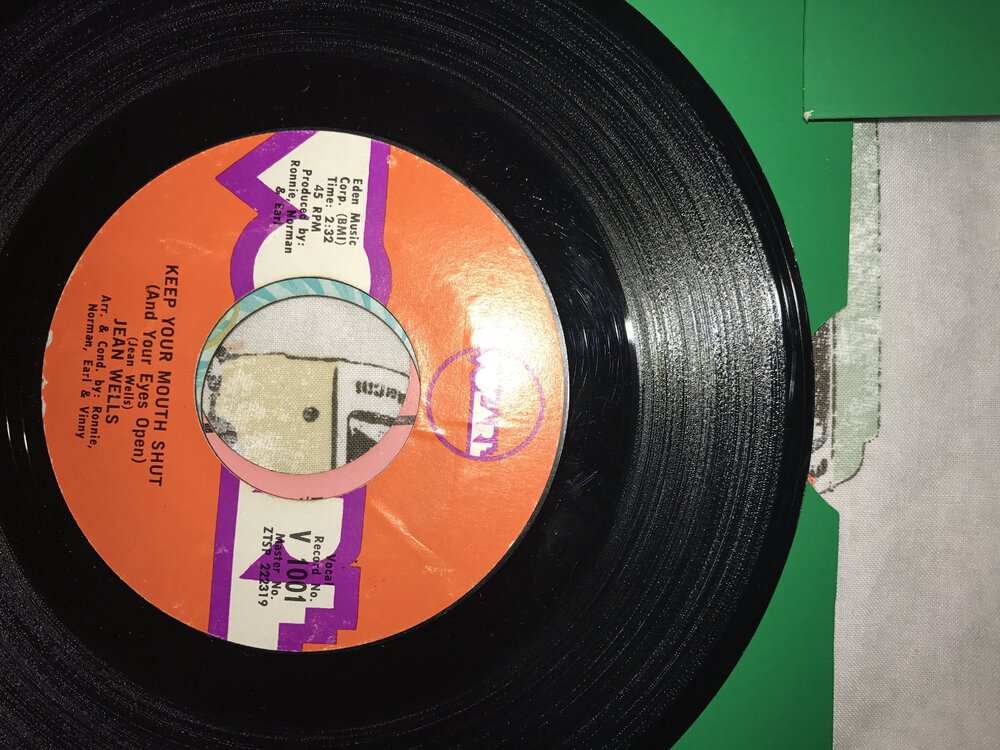 Eden Music
Corp. (BMI)
Time: 2:32
45 RPM
Produced by:
Ronnie, Norman
& Earl
Vocal
Record No.
V 1001
Master No.
ZTSP 222319
KEEP YOUR MOUTH SHUT
(And Your Eyes Open)
(Jean Wells)
JEAN WELLS
Arr. & Cond. by: Ronnie,
Norman, Earl & Vinny